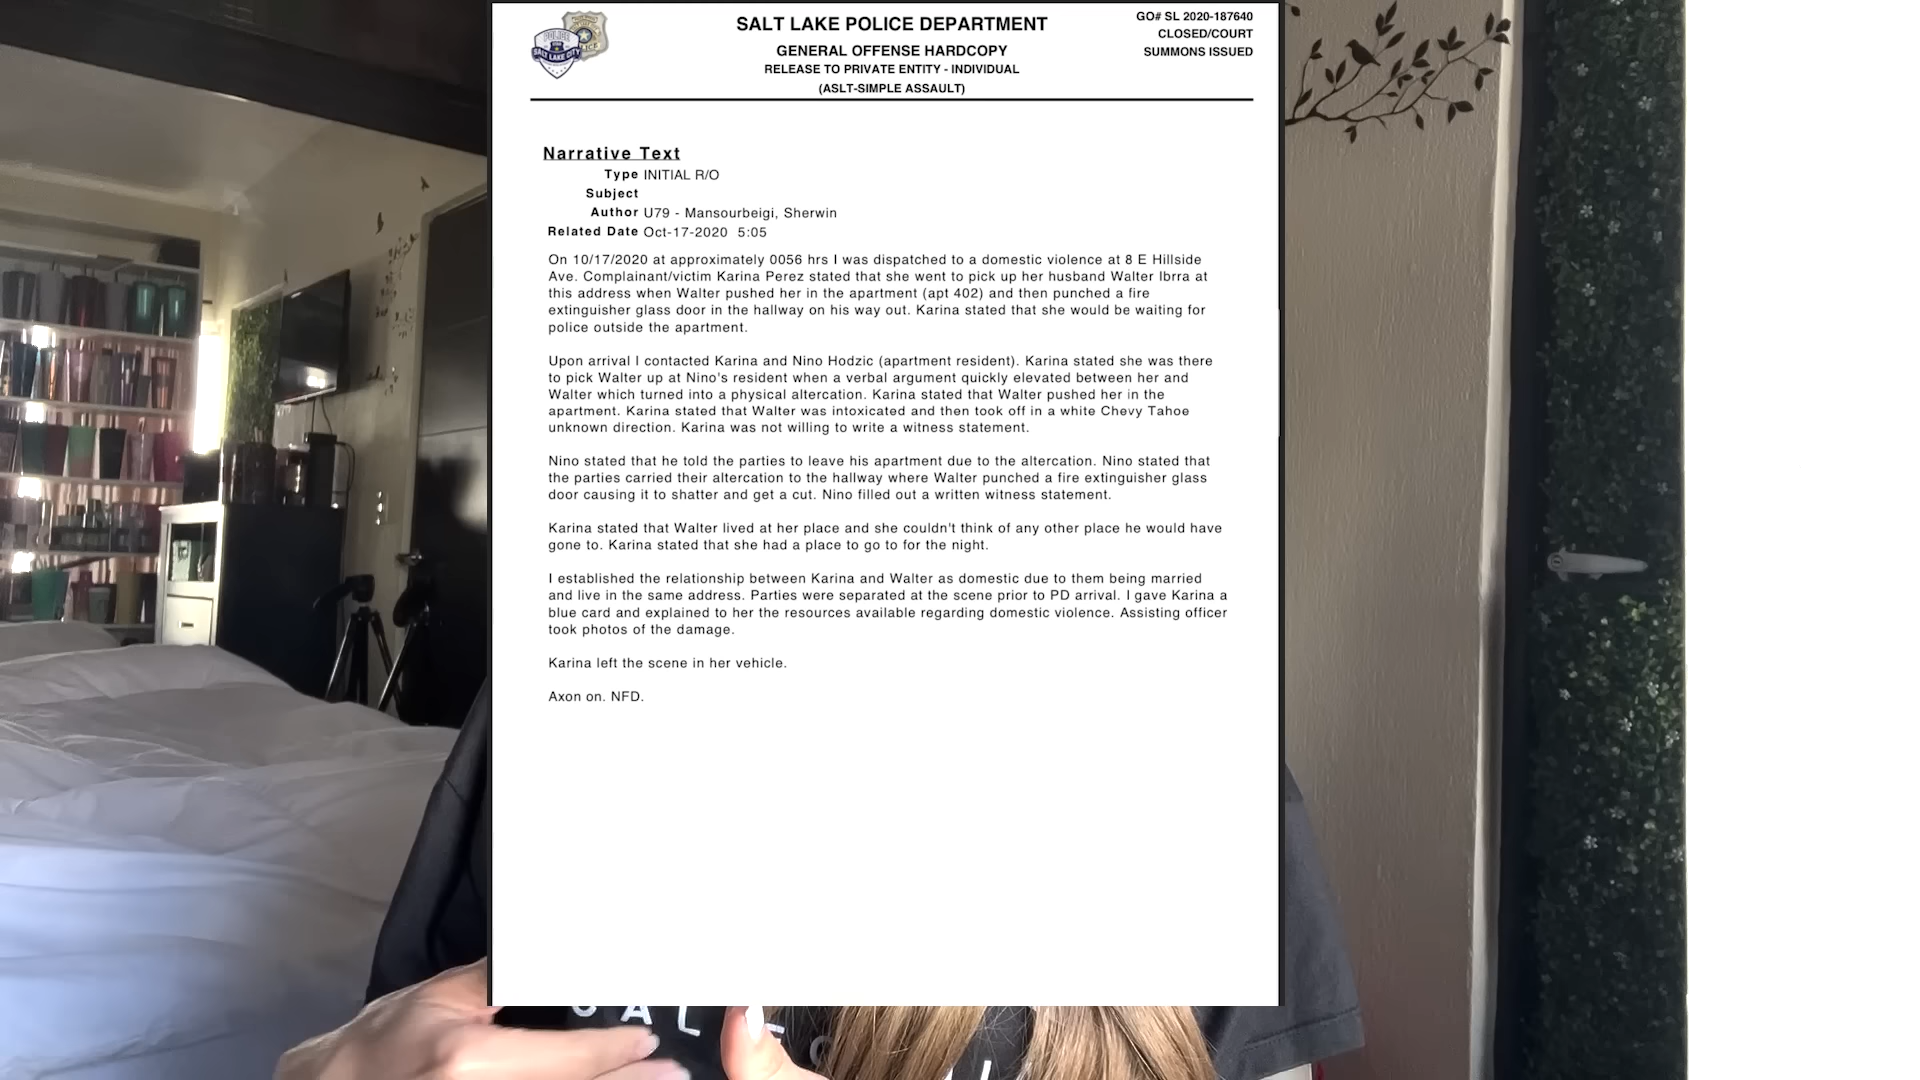 SALT LAKE POLICE DEPARTMENT
GENERAL OFFENSE HARDCOPY
RELEASE TO PRIVATE ENTITY - INDIVIDUAL
(ASLT-SIMPLE ASSAULT)
GO# SL 2020-187640
CLOSED/COURT
SUMMONS ISSUED
POLICE
SALT LAKE CITY
Narrative Text
Type INITIAL R/O
Subject
Author U79 - Mansourbeigi, Sherwin
Related Date Oct-17-2020 5:05
On 10/17/2020 at approximately 0056 hrs I was dispatched to a domestic violence at 8 E Hillside
Ave. Complainant/victim Karina Perez stated that she went to pick up her husband Walter Ibrra at
this address when Walter pushed her in the apartment (apt 402) and then punched a fire
extinguisher glass door in the hallway on his way out. Karina stated that she would be waiting for
police outside the apartment.
Upon arrival I contacted Karina and Nino Hodzic (apartment resident). Karina stated she was there
to pick Walter up at Nino's resident when a verbal argument quickly elevated between her and
Walter which turned into a physical altercation. Karina stated that Walter pushed her in the
apartment. Karina stated that Walter was intoxicated and then took off in a white Chevy Tahoe
unknown direction. Karina was not willing to write a witness statement.
Nino stated that he told the parties to leave his apartment due to the altercation. Nino stated that
the parties carried their altercation to the hallway where Walter punched a fire extinguisher glass
door causing it to shatter and get a cut. Nino filled out a written witness statement.
Karina stated that Walter lived at her place and she couldn't think of any other place he would have
gone to. Karina stated that she had a place to go to for the night.
I established the relationship between Karina and Walter as domestic due to them being married
and live in the same address. Parties were separated at the scene prior to PD arrival. I gave Karina a
blue card and explained to her the resources available regarding domestic violence. Assisting officer
took photos of the damage.
Karina left the scene in her vehicle.
Axon on. NFD.